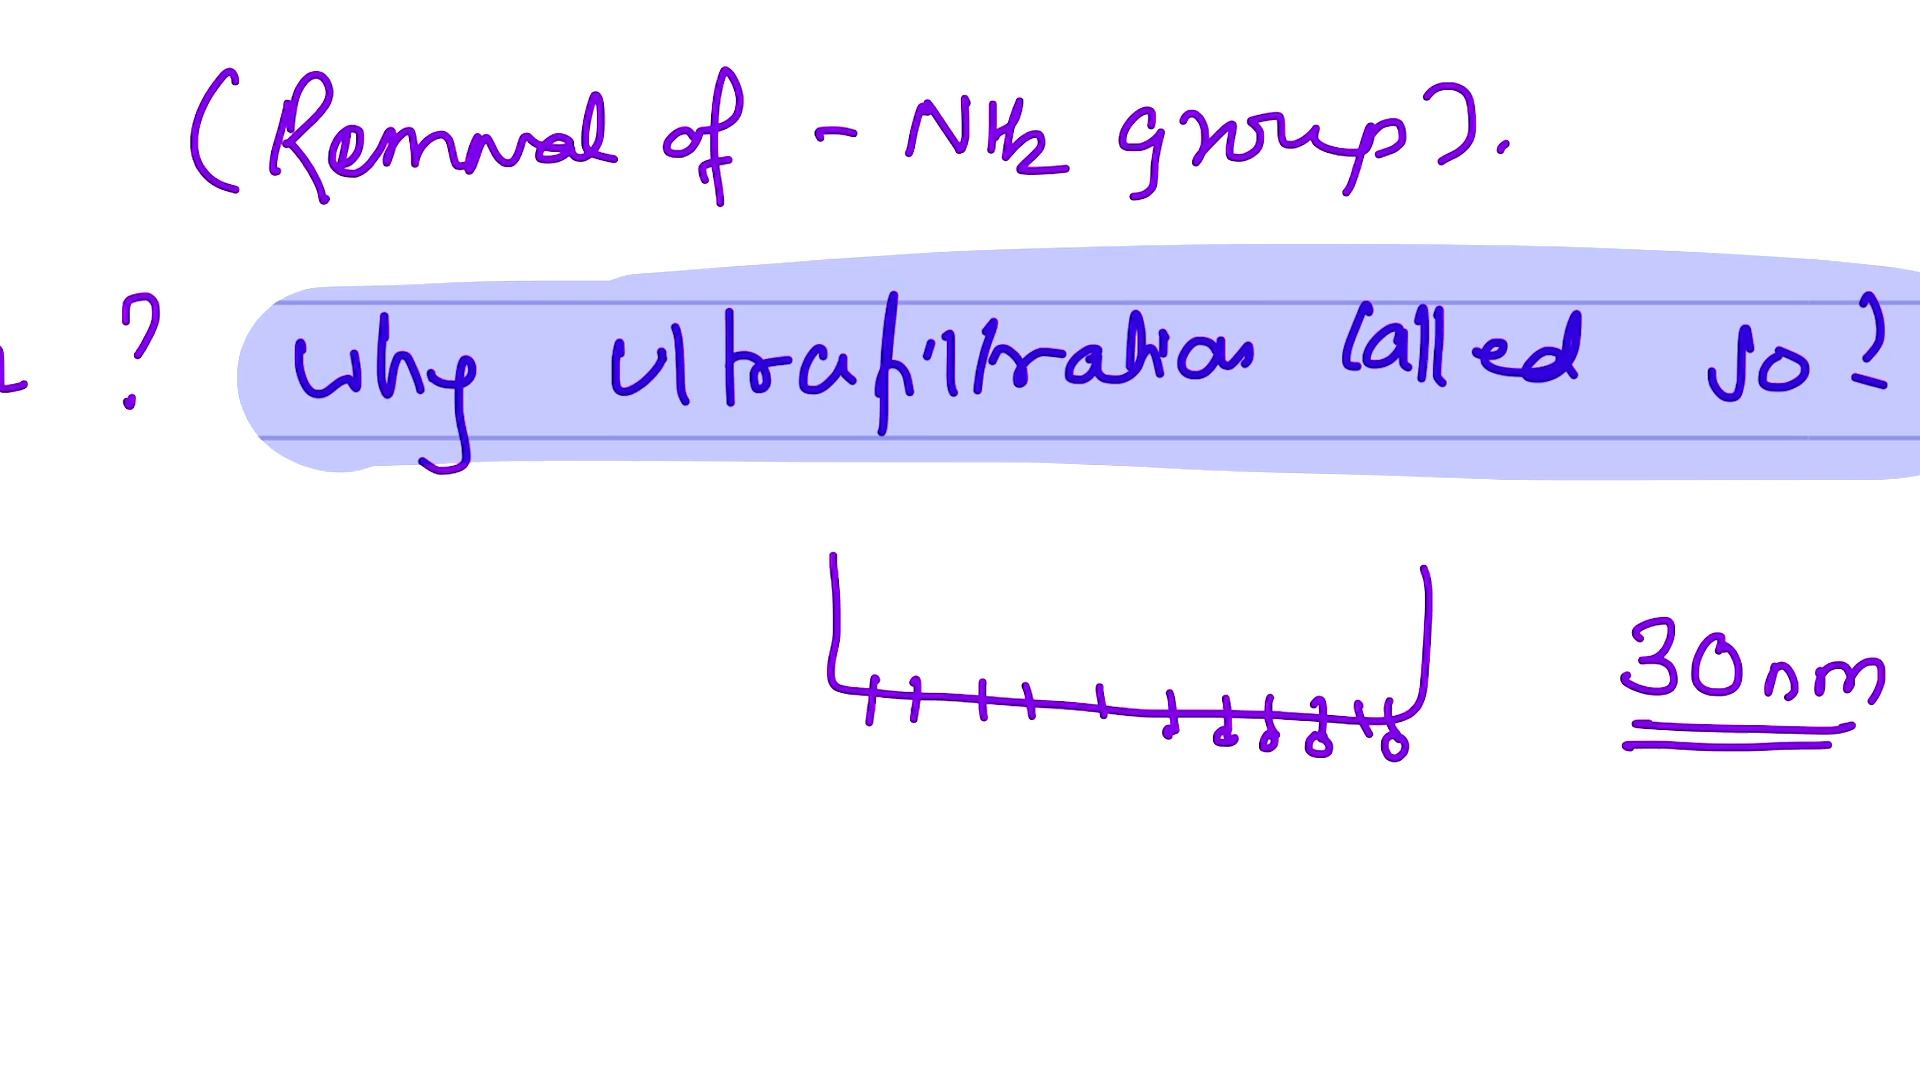 (Removal of - NH2 group).
? Why ultrafiltration called so?
30nm